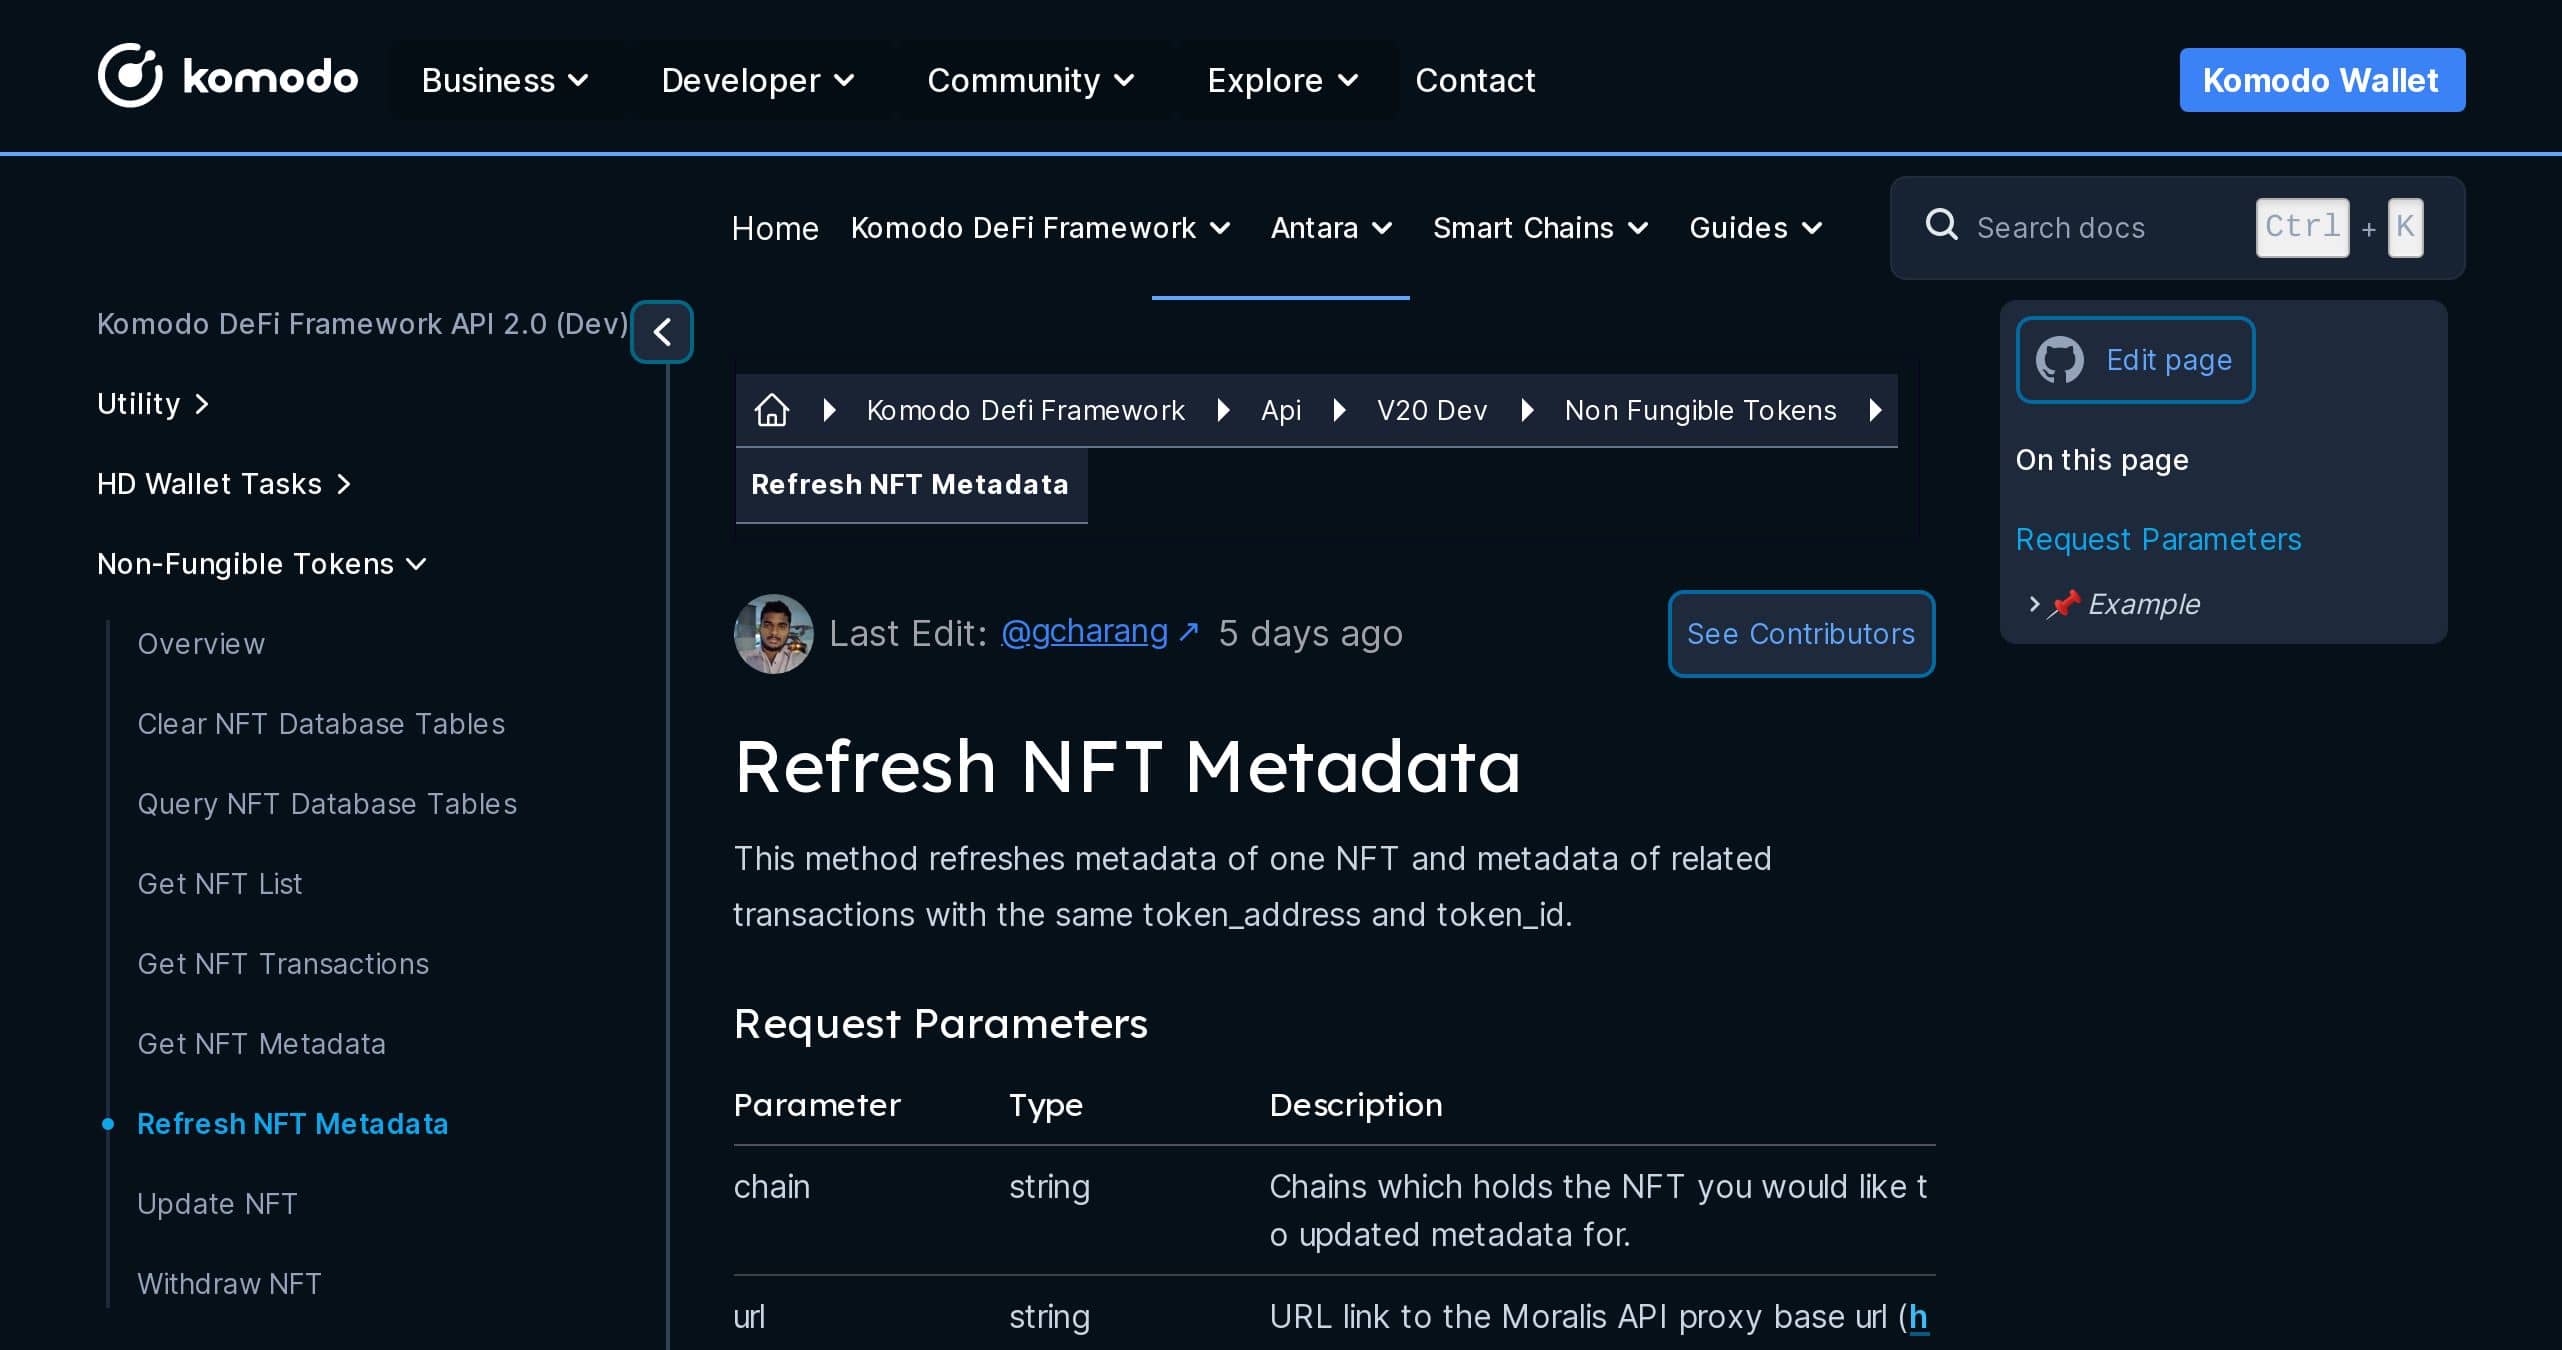 komodo
Business
Developer
Community
Explore
Contact
Komodo Wallet
Home
Komodo DeFi Framework
Antara
Smart Chains
Guides
Search docs
Ctrl + K
Komodo DeFi Framework API 2.0 (Dev)
Utility
HD Wallet Tasks
Non-Fungible Tokens
Overview
Clear NFT Database Tables
Query NFT Database Tables
Get NFT List
Get NFT Transactions
Get NFT Metadata
Refresh NFT Metadata
Update NFT
Withdraw NFT
Komodo Defi Framework
Api
V20 Dev
Non Fungible Tokens
Refresh NFT Metadata
Last Edit: @gcharang ↗ 5 days ago
See Contributors
Refresh NFT Metadata
This method refreshes metadata of one NFT and metadata of related
transactions with the same token_address and token_id.
Request Parameters
Parameter Type Description
chain string Chains which holds the NFT you would like t
o updated metadata for.
url string URL link to the Moralis API proxy base url (h
Edit page
On this page
Request Parameters
📌 Example